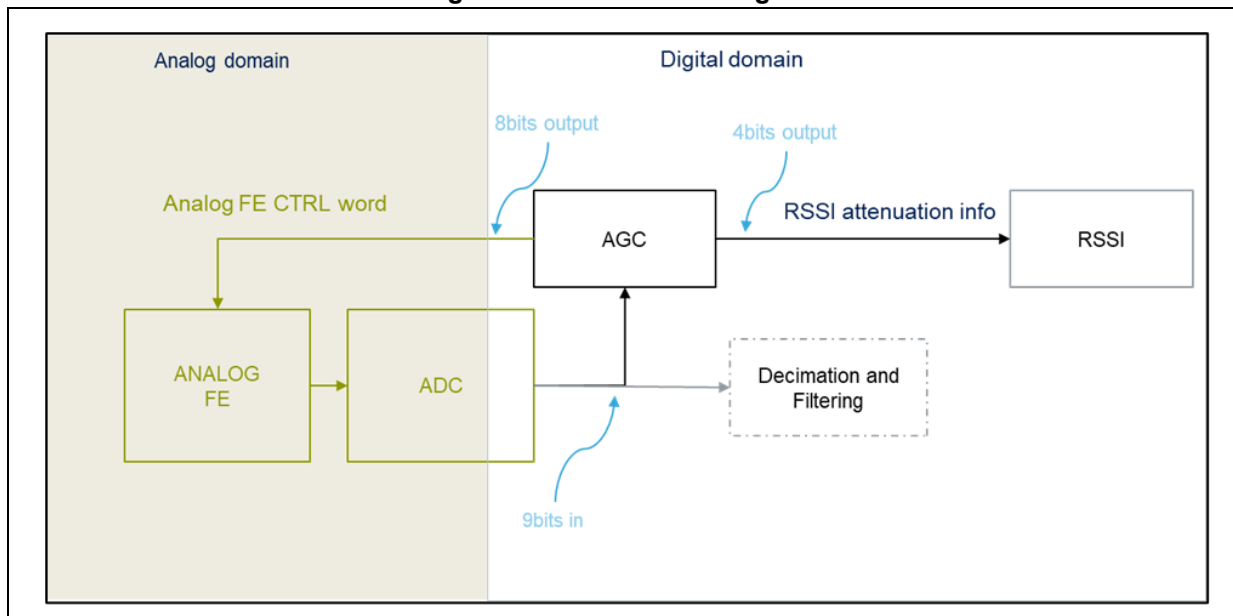 Analog domain
Digital domain
8bits output
4bits output
Analog FE CTRL word
RSSI attenuation info
AGC
RSSI
ANALOG
FE
ADC
Decimation and
Filtering
9bits in